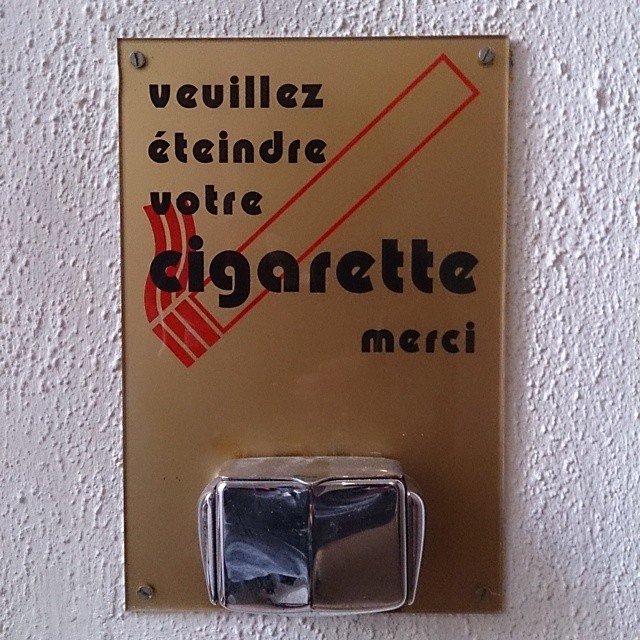 veuillez
éteindre
votre
cigarette
merci